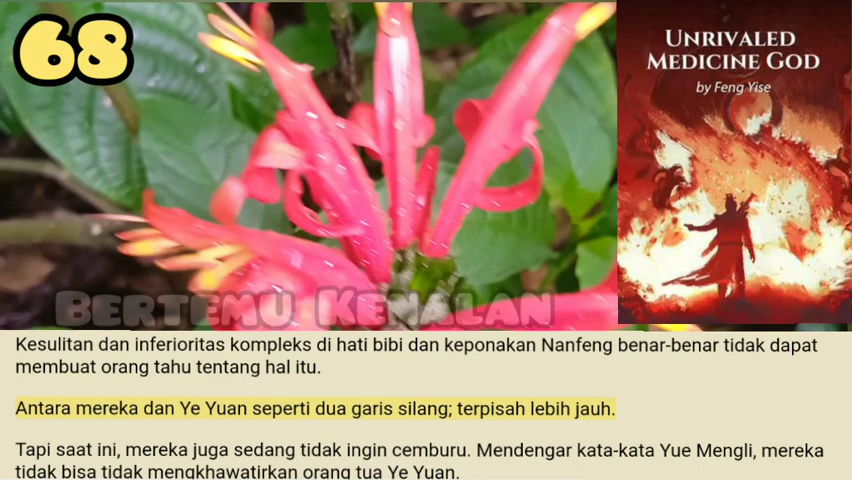 68
UNRIVALED
MEDICINE GOD
by Feng Yise
BERTEMU KENALAN
Kesulitan dan inferioritas kompleks di hati bibi dan keponakan Nanfeng benar-benar tidak dapat
membuat orang tahu tentang hal itu.
Antara mereka dan Ye Yuan seperti dua garis silang; terpisah lebih jauh.
Tapi saat ini, mereka juga sedang tidak ingin cemburu. Mendengar kata-kata Yue Mengli, mereka
tidak bisa tidak mengkhawatirkan orang tua Ye Yuan.